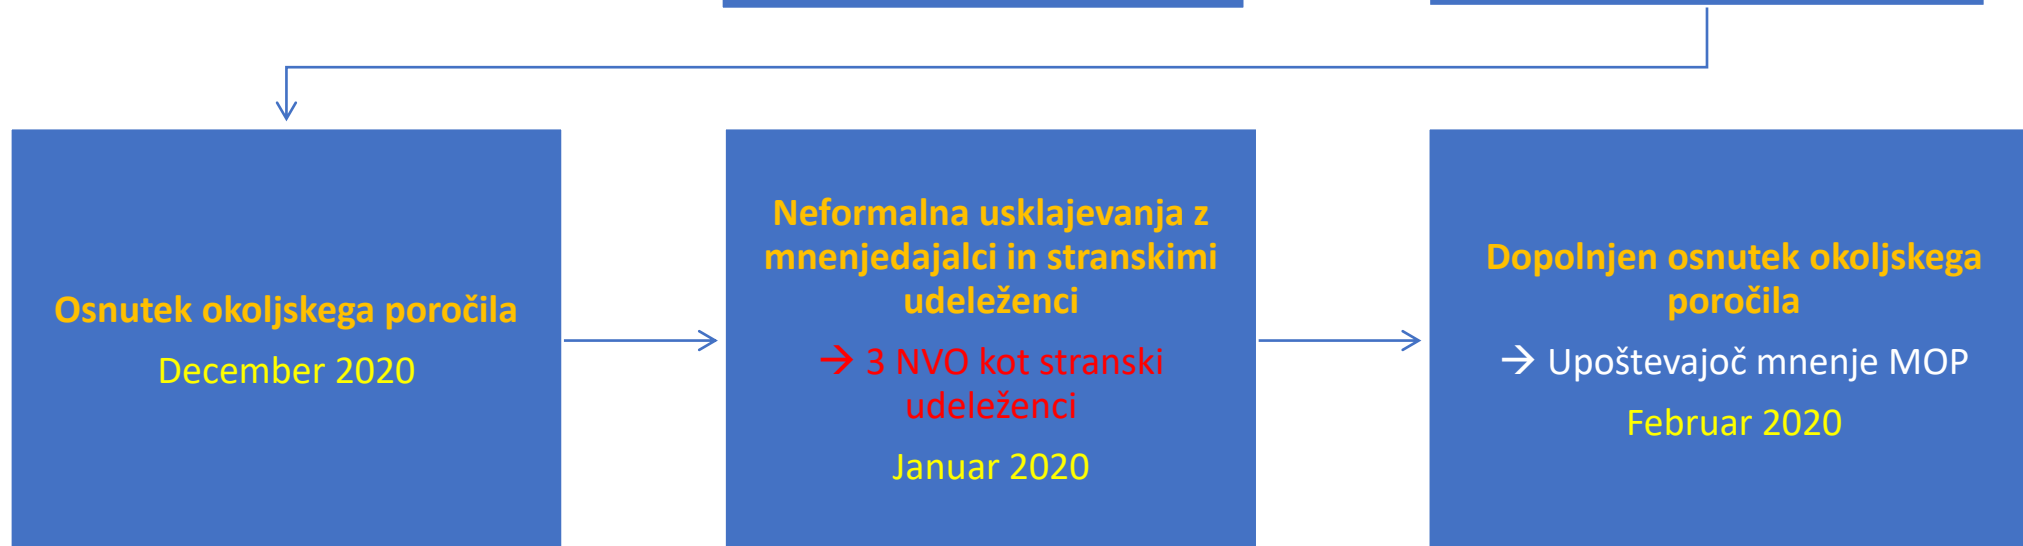 Osnutek okoljskega poročila
December 2020
Neformalna usklajevanja z
mnenjedajalci in stranskimi
udeleženci
→ 3 NVO kot stranski
udeleženci
Januar 2020
Dopolnjen osnutek okoljskega
poročila
→ Upoštevajoč mnenje MOP
Februar 2020